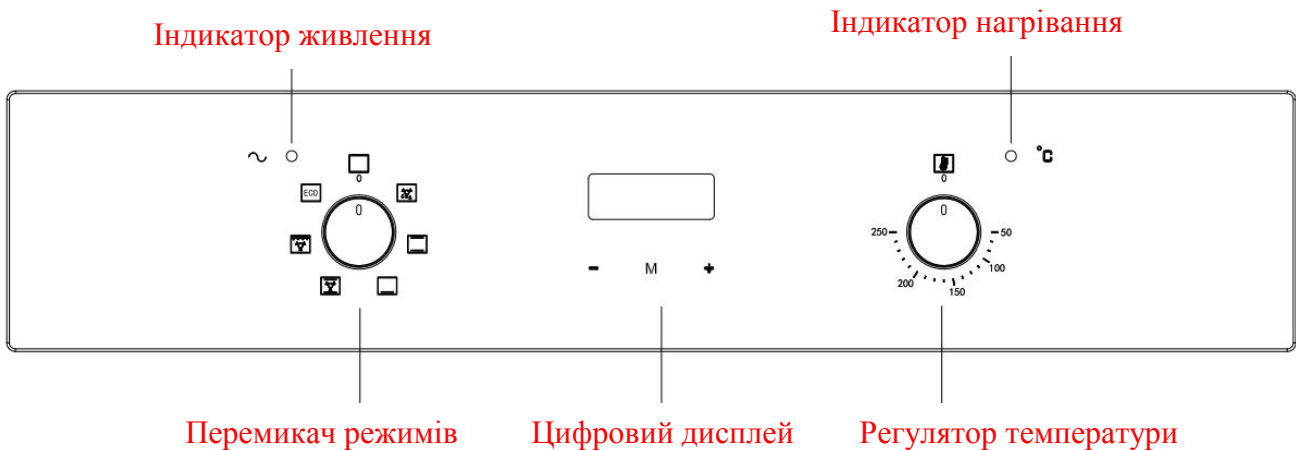 Індикатор живлення
Індикатор нагрівання
°C
0
ECO
0
0
0
250
50
200
150
100
- M +
Перемикач режимів
Цифровий дисплей
Регулятор температури